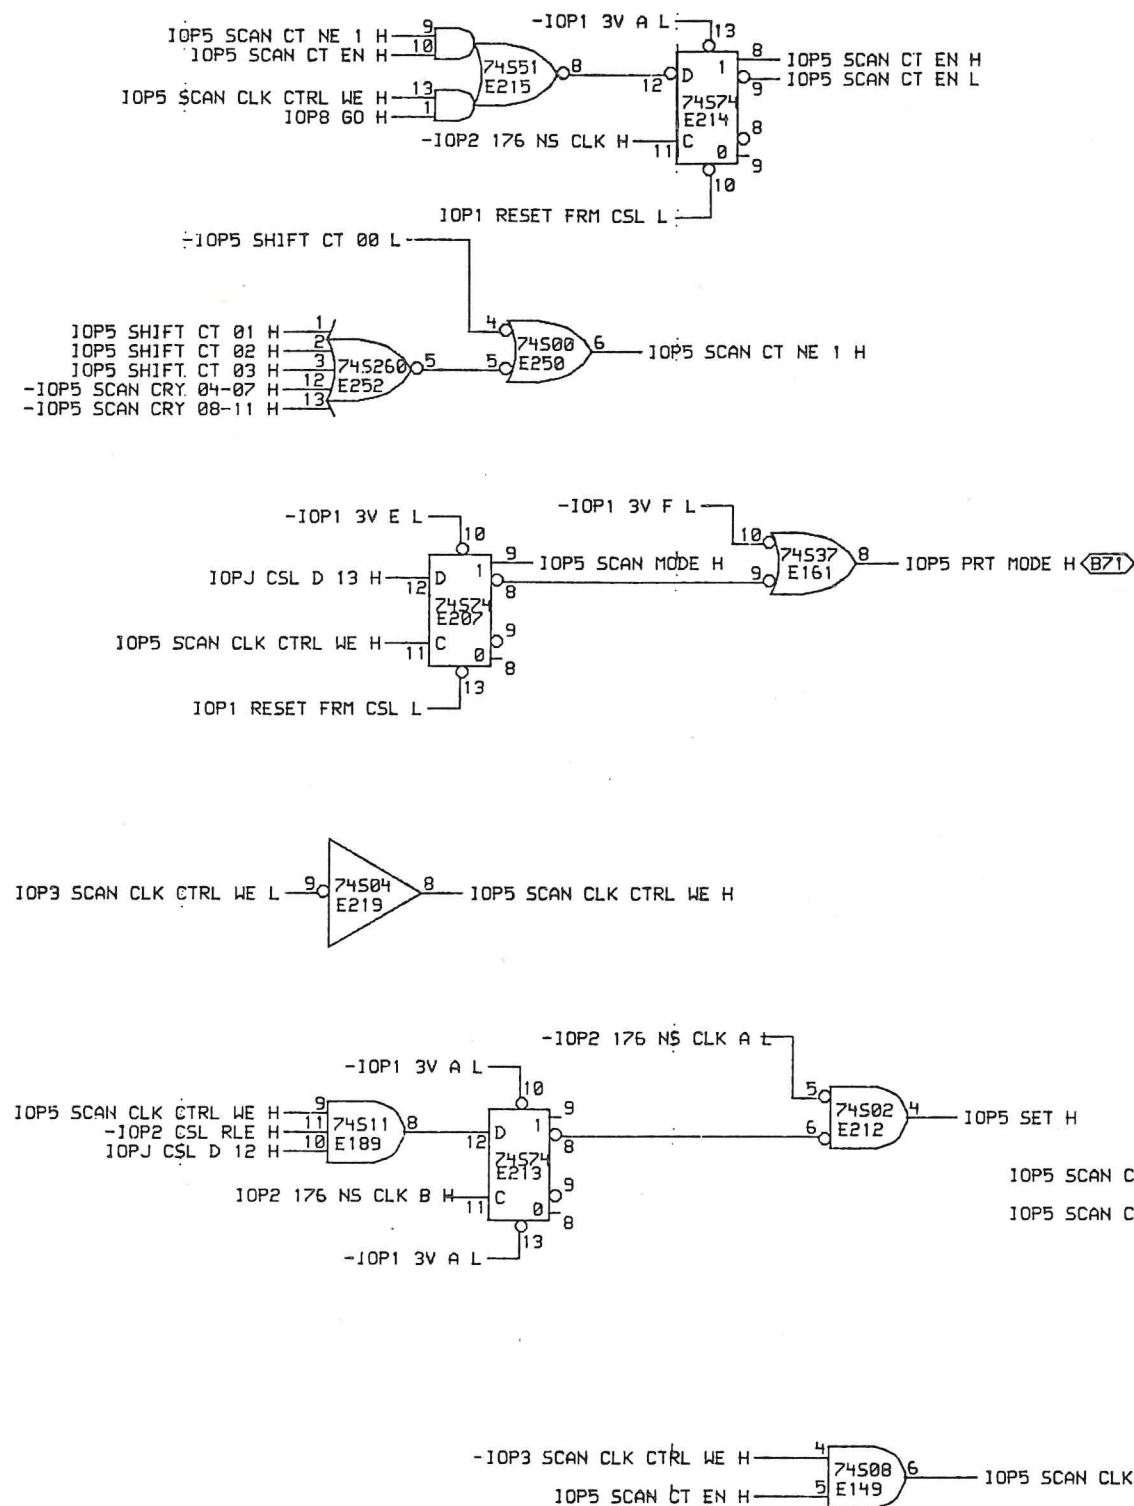 -IOP1 3V A L
13
IOP5 SCAN CT NE 1 H 9
IOP5 SCAN CT EN H 10
74S51
E215
8
12
D 1
74S74
E214
C 0
8 IOP5 SCAN CT EN H
9 IOP5 SCAN CT EN L
IOP5 SCAN CLK CTRL WE H 13
IOP8 GO H 1
-IOP2 176 NS CLK H 11
8
9
10
IOP1 RESET FRM CSL L
-IOP5 SHIFT CT 00 L
IOP5 SHIFT CT 01 H 1
IOP5 SHIFT CT 02 H 2
IOP5 SHIFT CT 03 H 3
-IOP5 SCAN CRY 04-07 H 12
-IOP5 SCAN CRY 08-11 H 13
74S260
E252
5
4
5
74S00
E250
6
IOP5 SCAN CT NE 1 H
-IOP1 3V E L
10
-IOP1 3V F L
10
IOPJ CSL D 13 H
12
D 1
74S74
E207
C 0
9
IOP5 SCAN MODE H
8
9
74S37
E161
8
IOP5 PRT MODE H B71
IOP5 SCAN CLK CTRL WE H
11
9
8
13
IOP1 RESET FRM CSL L
IOP3 SCAN CLK CTRL WE L
9
74S04
E219
8
IOP5 SCAN CLK CTRL WE H
-IOP2 176 NS CLK A L
-IOP1 3V A L
10
IOP5 SCAN CLK CTRL WE H 9
-IOP2 CSL RLE H 11
IOPJ CSL D 12 H 10
74S11
E189
8
12
D 1
74S74
E213
C 0
9
8
5
6
74S02
E212
4
IOP5 SET H
IOP5 SCAN C
IOP2 176 NS CLK B H
11
9
8
IOP5 SCAN C
13
-IOP1 3V A L
-IOP3 SCAN CLK CTRL WE H 4
IOP5 SCAN CT EN H 5
74S08
E149
6
IOP5 SCAN CLK